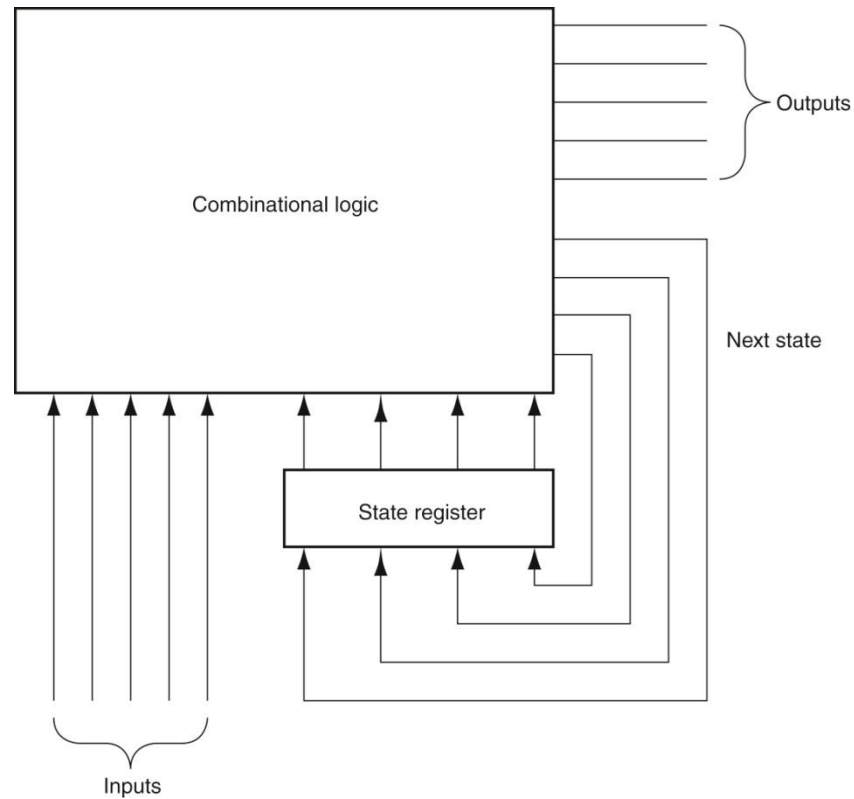 Outputs
Combinational logic
Next state
State register
Inputs